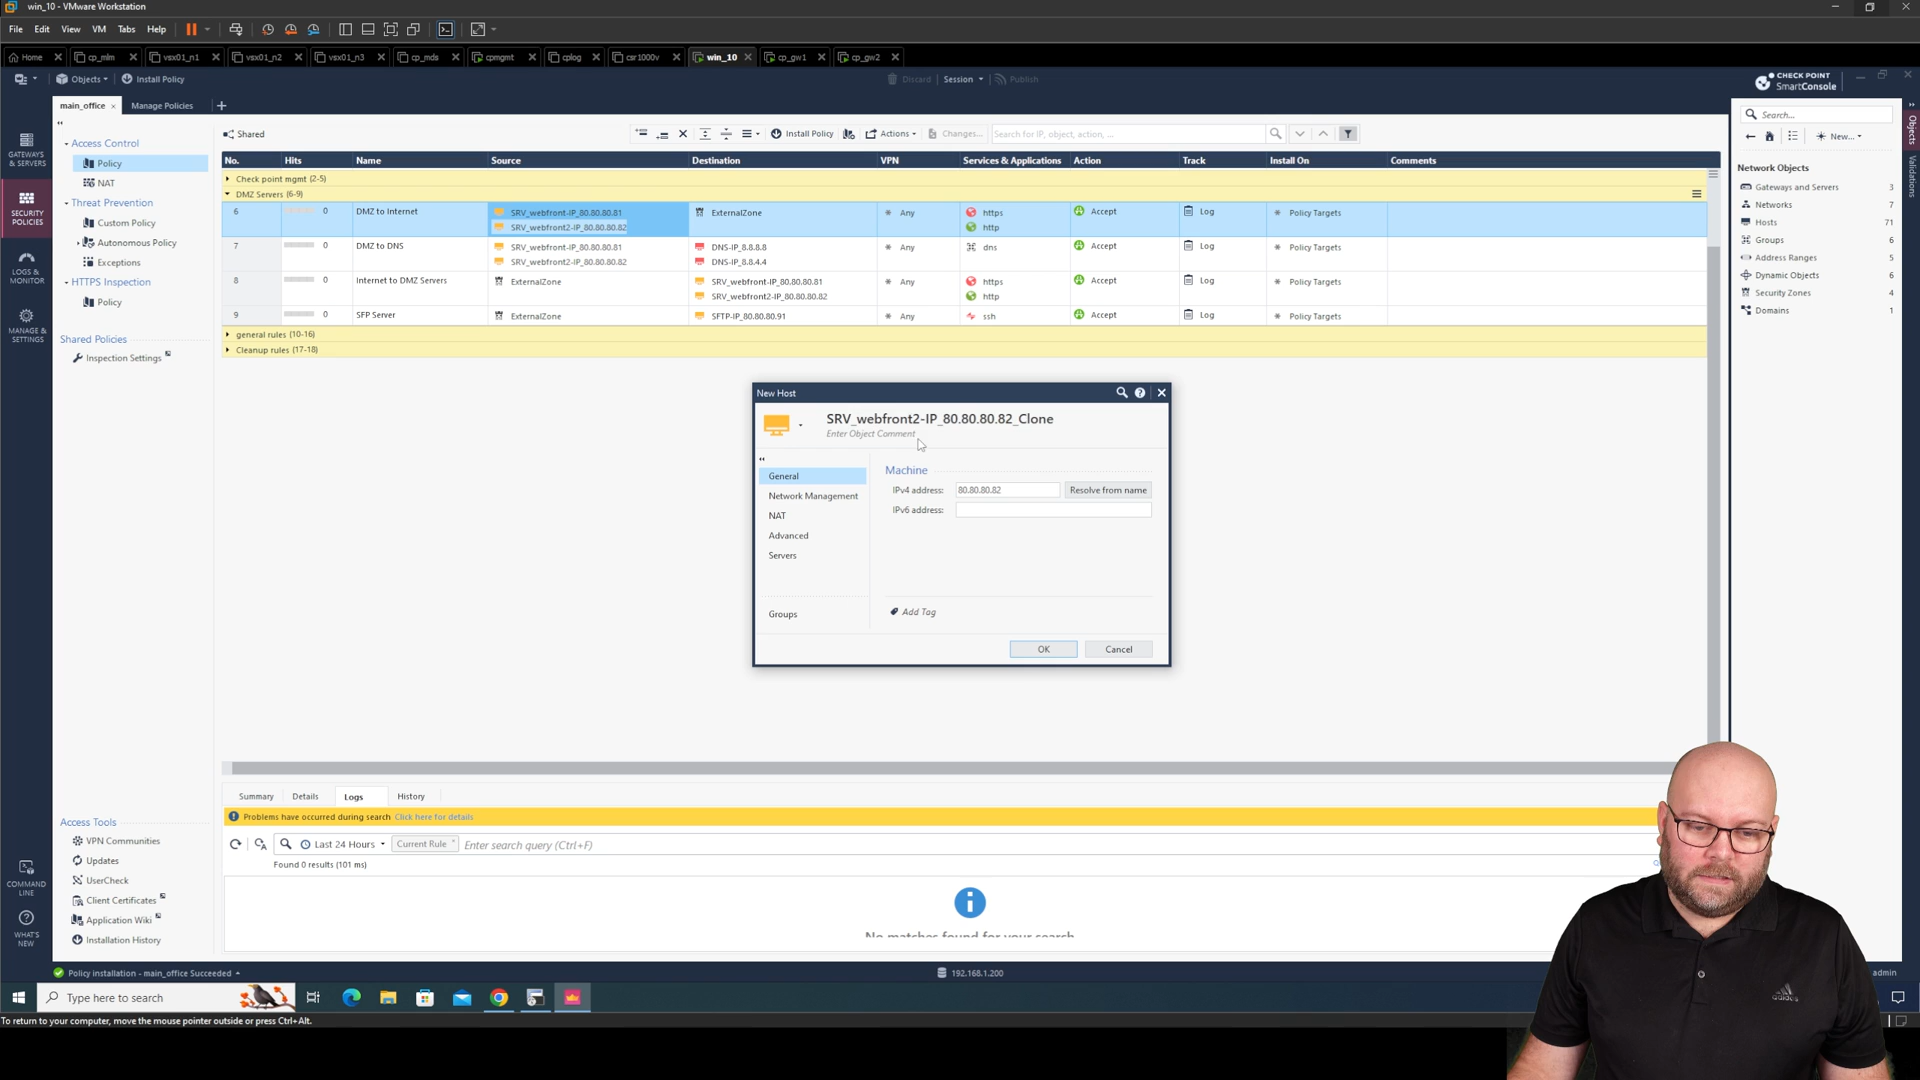 win_10 - VMware Workstation
File Edit View VM Tabs Help
Home cp_mlm vsx01_n1 vsx01_n2 vsx01_n3 cp_mds cpmgmt cplog csr1000v win_10 cp_gw1 cp_gw2
Objects Install Policy Discard Session Publish
CHECK POINT
SmartConsole
main_office Manage Policies
Search...
New...
Objects
Validations
GATEWAYS
& SERVERS
SECURITY
POLICIES
LOGS &
MONITOR
MANAGE &
SETTINGS
COMMAND
LINE
WHAT'S
NEW
Access Control
Policy
NAT
Threat Prevention
Custom Policy
Autonomous Policy
Exceptions
HTTPS Inspection
Policy
Shared Policies
Inspection Settings
Access Tools
VPN Communities
Updates
UserCheck
Client Certificates
Application Wiki
Installation History
Shared Install Policy Actions Changes... Search for IP, object, action, ...
No. Hits Name Source Destination VPN Services & Applications Action Track Install On Comments
Check point mgmt (2-5)
DMZ Servers (6-9)
6 0 DMZ to Internet SRV_webfront-IP_80.80.80.81 ExternalZone Any https Accept Log Policy Targets
SRV_webfront2-IP_80.80.80.82 http
7 0 DMZ to DNS SRV_webfront-IP_80.80.80.81 DNS-IP_8.8.8.8 Any dns Accept Log Policy Targets
SRV_webfront2-IP_80.80.80.82 DNS-IP_8.8.4.4
8 0 Internet to DMZ Servers ExternalZone SRV_webfront-IP_80.80.80.81 Any https Accept Log Policy Targets
SRV_webfront2-IP_80.80.80.82 http
9 0 SFP Server ExternalZone SFTP-IP_80.80.80.91 Any ssh Accept Log Policy Targets
general rules (10-16)
Cleanup rules (17-18)
New Host
SRV_webfront2-IP_80.80.80.82_Clone
Enter Object Comment
General
Network Management
NAT
Advanced
Servers
Groups
Machine
IPv4 address: 80.80.80.82 Resolve from name
IPv6 address:
Add Tag
OK Cancel
Network Objects
Gateways and Servers 3
Networks 7
Hosts 71
Groups 6
Address Ranges 5
Dynamic Objects 6
Security Zones 4
Domains 1
Summary Details Logs History
Problems have occurred during search Click here for details
Last 24 Hours Current Rule Enter search query (Ctrl+F)
Found 0 results (101 ms)
No matches found for your search
Policy installation - main_office Succeeded 192.168.1.200 admin
Type here to search
To return to your computer, move the mouse pointer outside or press Ctrl+Alt.
adidas